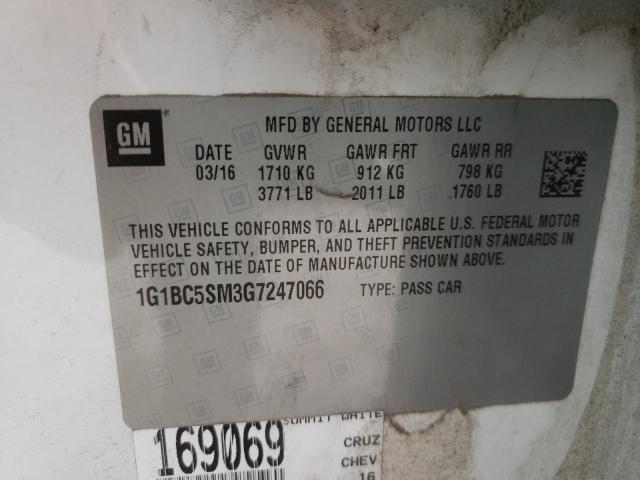 GM
MFD BY GENERAL MOTORS LLC
DATE GVWR GAWR FRT GAWR RR
03/16 1710 KG 912 KG 798 KG
3771 LB 2011 LB 1760 LB
THIS VEHICLE CONFORMS TO ALL APPLICABLE U.S. FEDERAL MOTOR
VEHICLE SAFETY, BUMPER, AND THEFT PREVENTION STANDARDS IN
EFFECT ON THE DATE OF MANUFACTURE SHOWN ABOVE.
1G1BC5SM3G7247066 TYPE: PASS CAR
SUMMIT WHITE
169069
CRUZ
CHEV
16